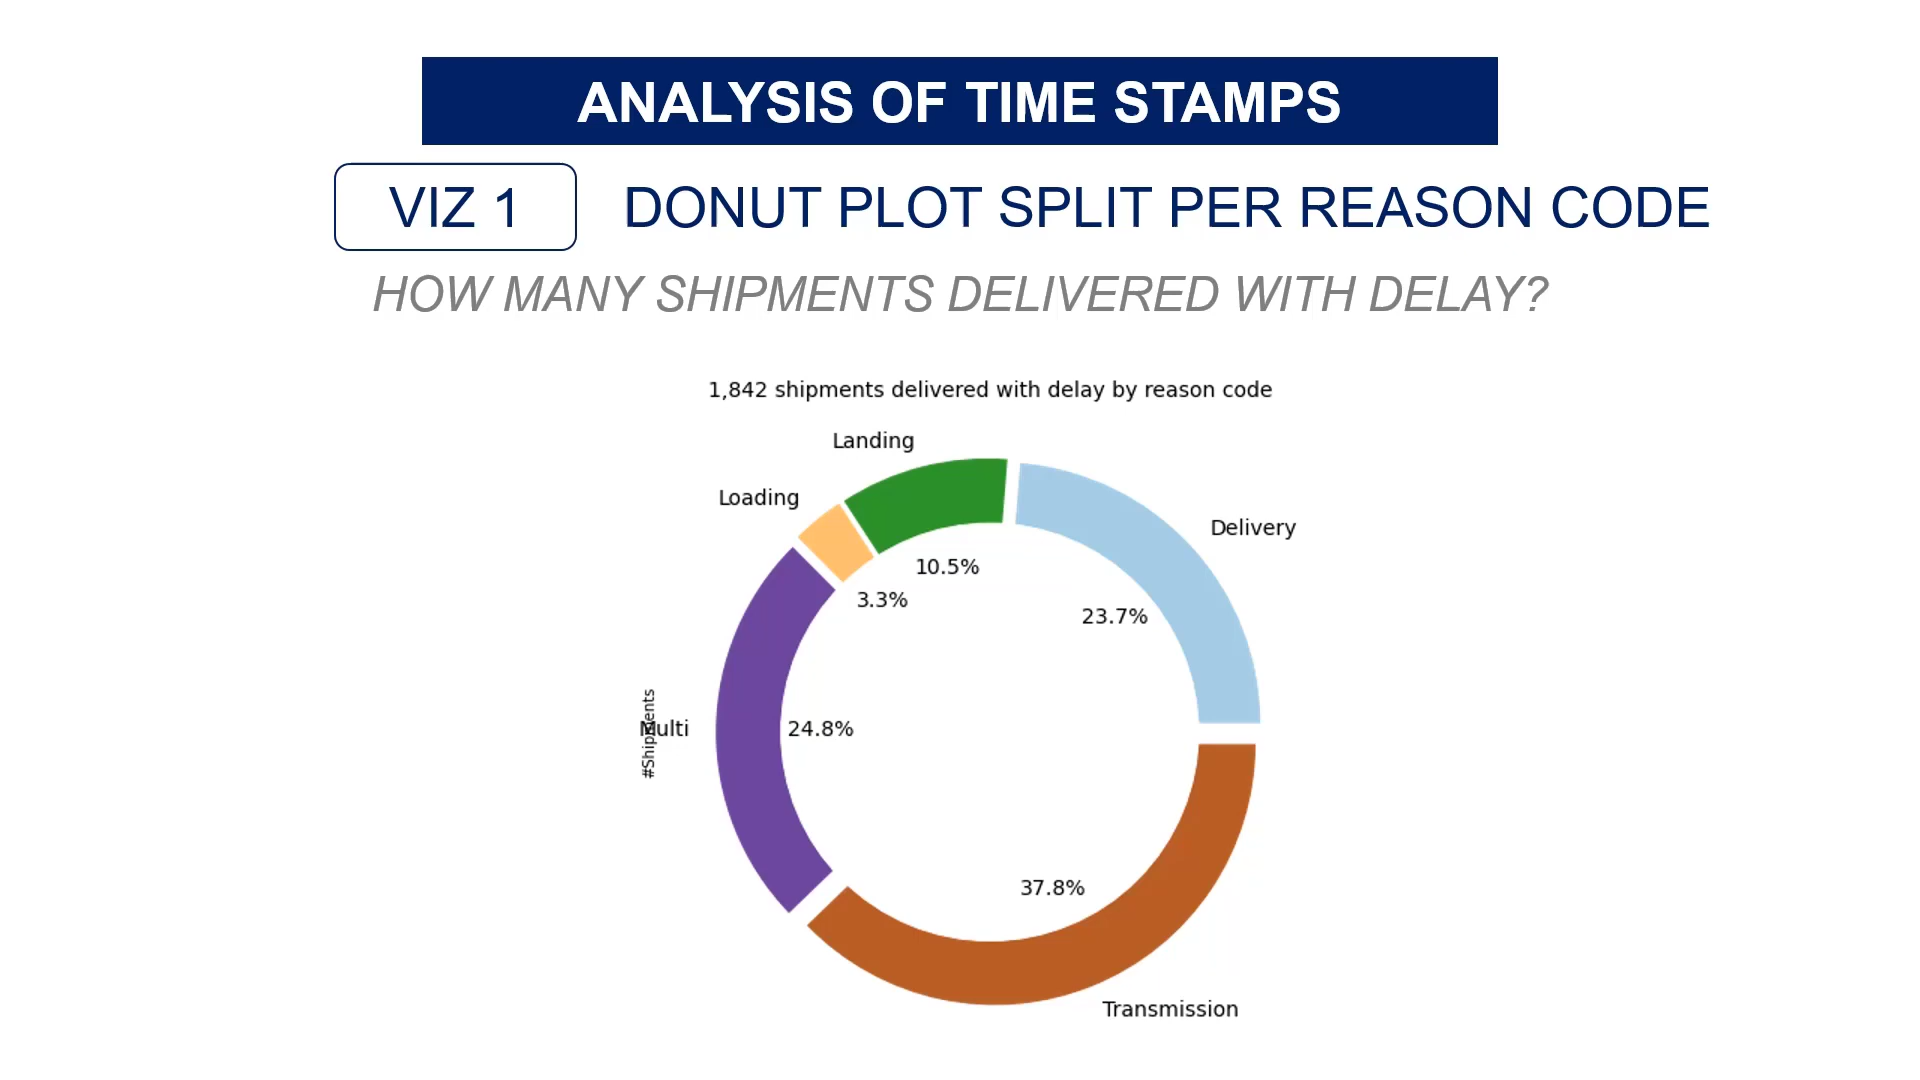 ANALYSIS OF TIME STAMPS
VIZ 1
DONUT PLOT SPLIT PER REASON CODE
HOW MANY SHIPMENTS DELIVERED WITH DELAY?
1,842 shipments delivered with delay by reason code
Landing
Loading
Delivery
10.5%
3.3%
23.7%
#Shipments
Multi
24.8%
37.8%
Transmission